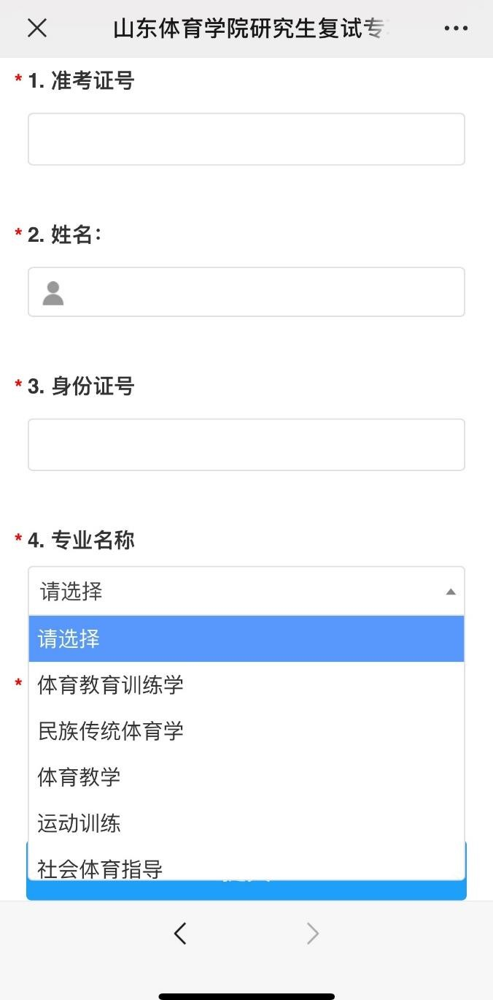 山东体育学院研究生复试专
* 1. 准考证号
* 2. 姓名：
* 3. 身份证号
* 4. 专业名称
请选择
请选择
* 体育教育训练学
民族传统体育学
体育教学
运动训练
社会体育指导